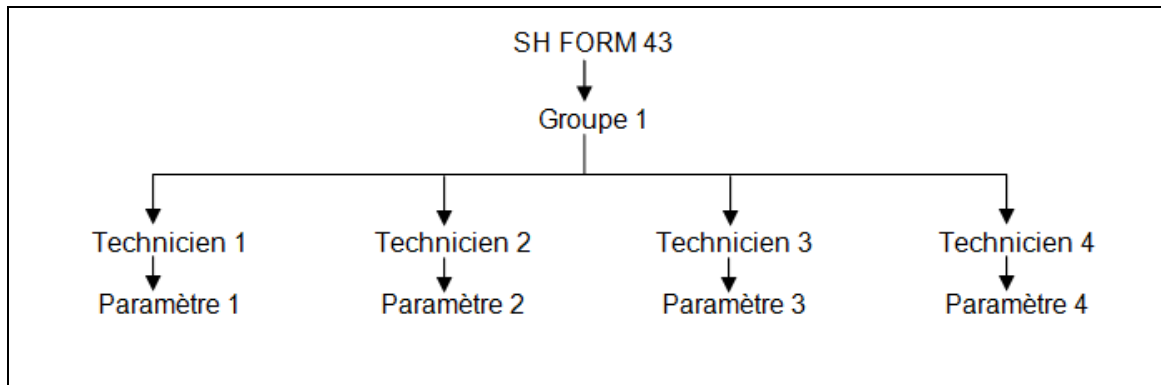 SH FORM 43
Groupe 1
Technicien 1 Technicien 2 Technicien 3 Technicien 4
Paramètre 1 Paramètre 2 Paramètre 3 Paramètre 4